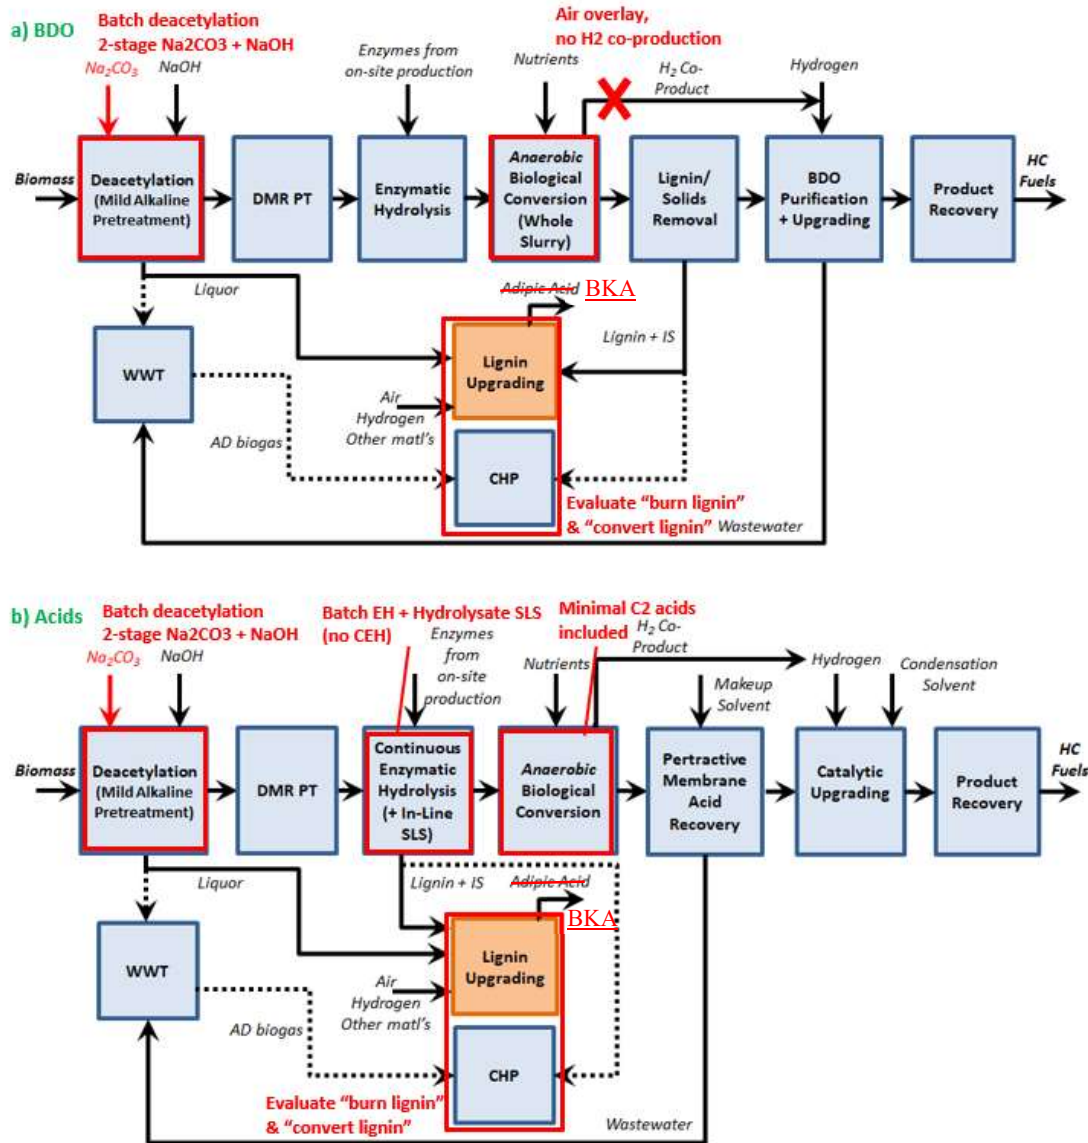 a) BDO
Batch deacetylation
2-stage Na2CO3 + NaOH
Na₂CO₃
NaOH
Enzymes from
on-site production
Air overlay,
no H2 co-production
Nutrients
H₂ Co-
Product
Hydrogen
Biomass
Deacetylation
(Mild Alkaline
Pretreatment)
DMR PT
Enzymatic
Hydrolysis
Anaerobic
Biological
Conversion
(Whole
Slurry)
Lignin/
Solids
Removal
BDO
Purification
+ Upgrading
Product
Recovery
HC
Fuels
Liquor
Adipic Acid BKA
Lignin + IS
WWT
Lignin
Upgrading
Air
Hydrogen
Other matl's
AD biogas
CHP
Evaluate "burn lignin"
& "convert lignin"
Wastewater
b) Acids
Batch deacetylation
2-stage Na2CO3 + NaOH
Na₂CO₃
NaOH
Batch EH + Hydrolysate SLS
(no CEH)
Enzymes
from
on-site
production
Minimal C2 acids
included
H₂ Co-
Product
Nutrients
Makeup
Solvent
Hydrogen
Condensation
Solvent
Biomass
Deacetylation
(Mild Alkaline
Pretreatment)
DMR PT
Continuous
Enzymatic
Hydrolysis
(+ In-Line
SLS)
Anaerobic
Biological
Conversion
Pertractive
Membrane
Acid
Recovery
Catalytic
Upgrading
Product
Recovery
HC
Fuels
Liquor
Lignin + IS
Adipic Acid
BKA
WWT
Lignin
Upgrading
Air
Hydrogen
Other matl's
AD biogas
CHP
Evaluate "burn lignin"
& "convert lignin"
Wastewater